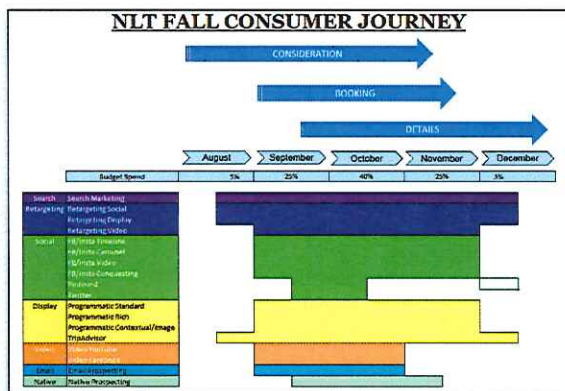 NLT FALL CONSUMER JOURNEY
CONSIDERATION
BOOKING
DETAILS
August September October November December
Budget Spend 5% 25% 40% 25% 5%
Search Search Marketing
Retargeting Retargeting Social
Retargeting Display
Retargeting Video
Social FB/Insta Timeline
FB/Insta Carousel
FB/Insta Video
FB/Insta Conquesting
Twitter
Display Programmatic Standard
Programmatic Rich
Programmatic Contextual/Image
TripAdvisor
Video Video YouTube
Email Email Prospecting
Native Native Prospecting